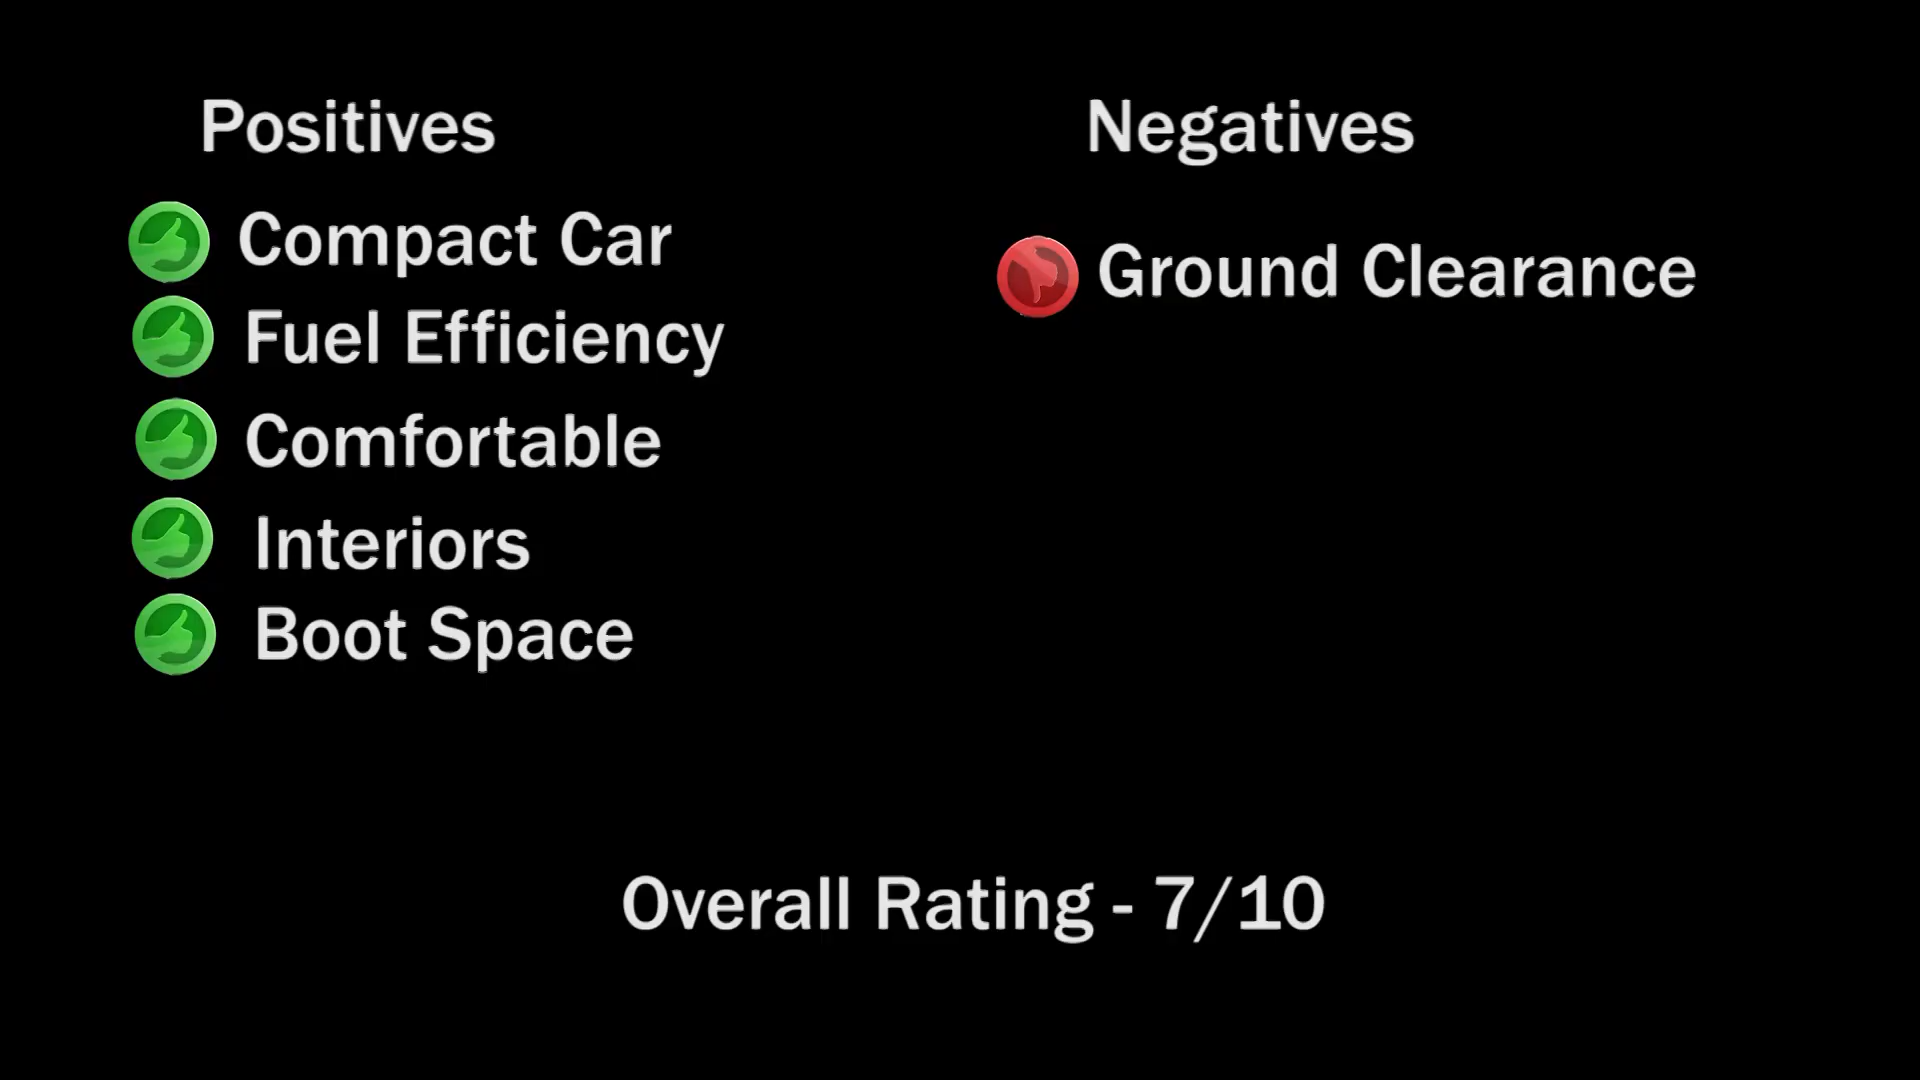 Positives
Compact Car
Fuel Efficiency
Comfortable
Interiors
Boot Space
Negatives
Ground Clearance
Overall Rating - 7/10